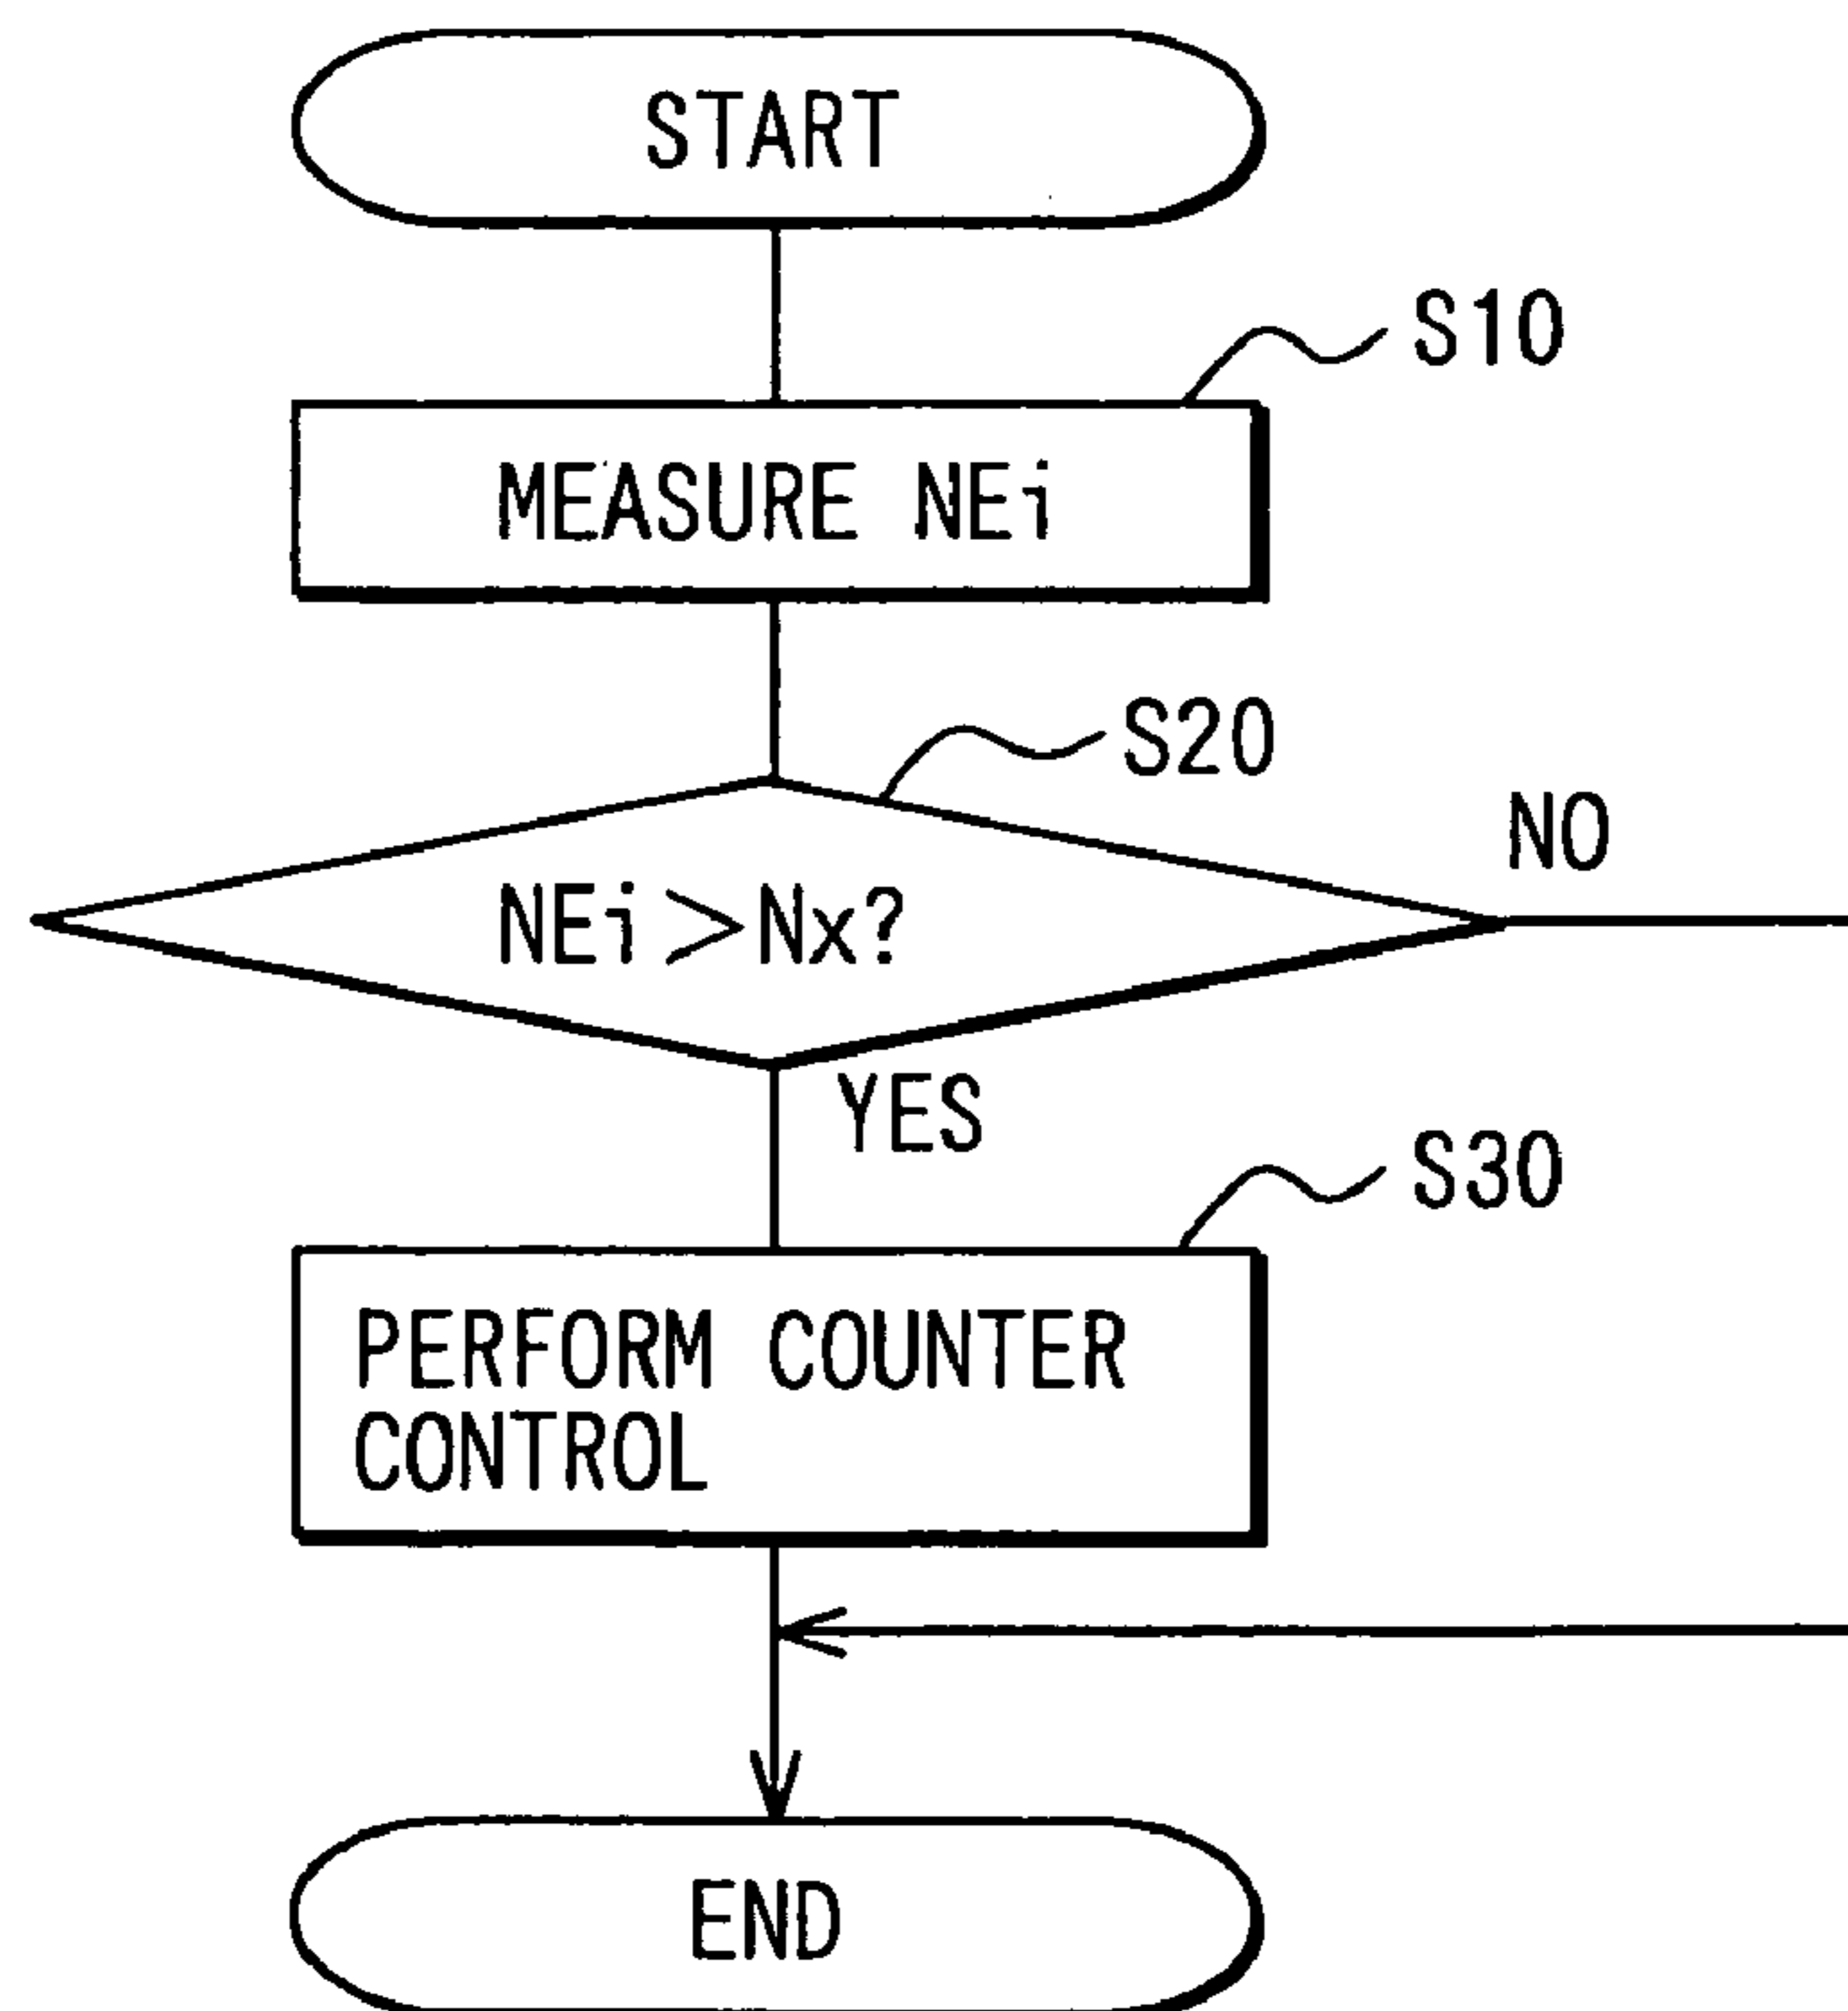 START
S10
MEASURE NEi
S20
NO
NEi>Nx?
YES
S30
PERFORM COUNTER
CONTROL
END